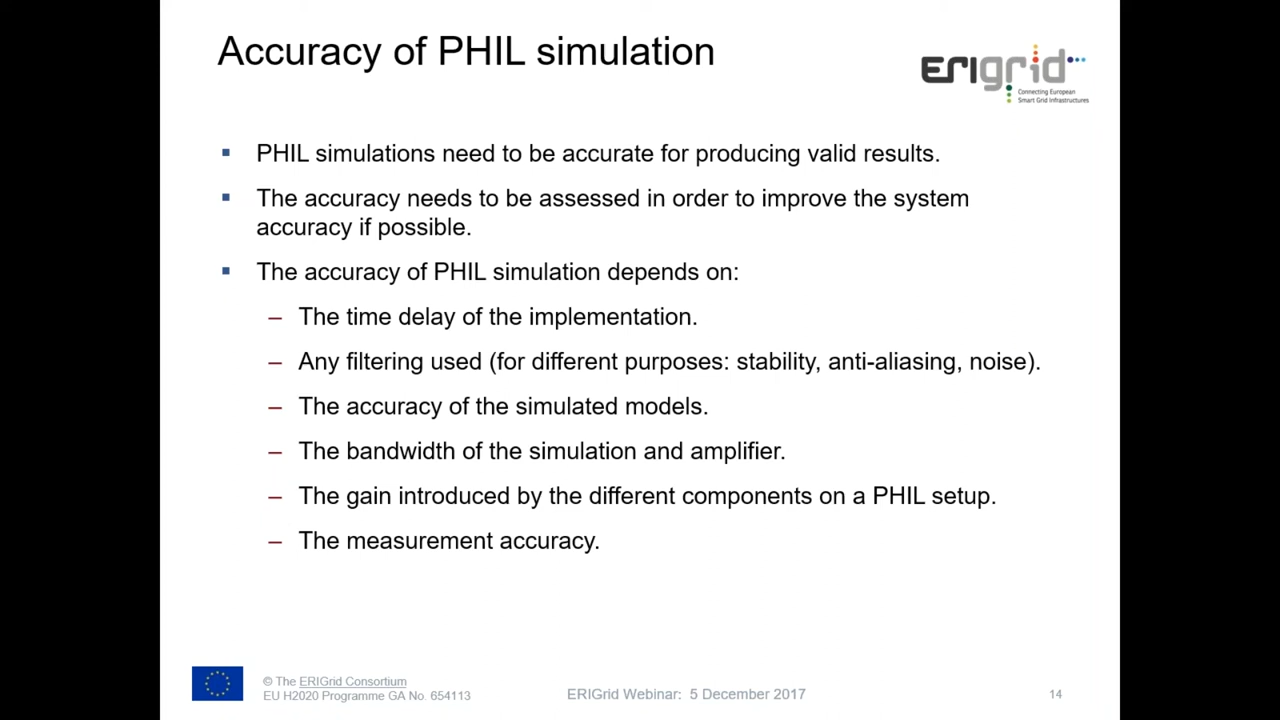 Accuracy of PHIL simulation
ERIgrid
Connecting European
Smart Grid Infrastructures
PHIL simulations need to be accurate for producing valid results.
The accuracy needs to be assessed in order to improve the system
accuracy if possible.
The accuracy of PHIL simulation depends on:
– The time delay of the implementation.
– Any filtering used (for different purposes: stability, anti-aliasing, noise).
– The accuracy of the simulated models.
– The bandwidth of the simulation and amplifier.
– The gain introduced by the different components on a PHIL setup.
– The measurement accuracy.
© The ERIGrid Consortium
EU H2020 Programme GA No. 654113
ERIGrid Webinar: 5 December 2017
14